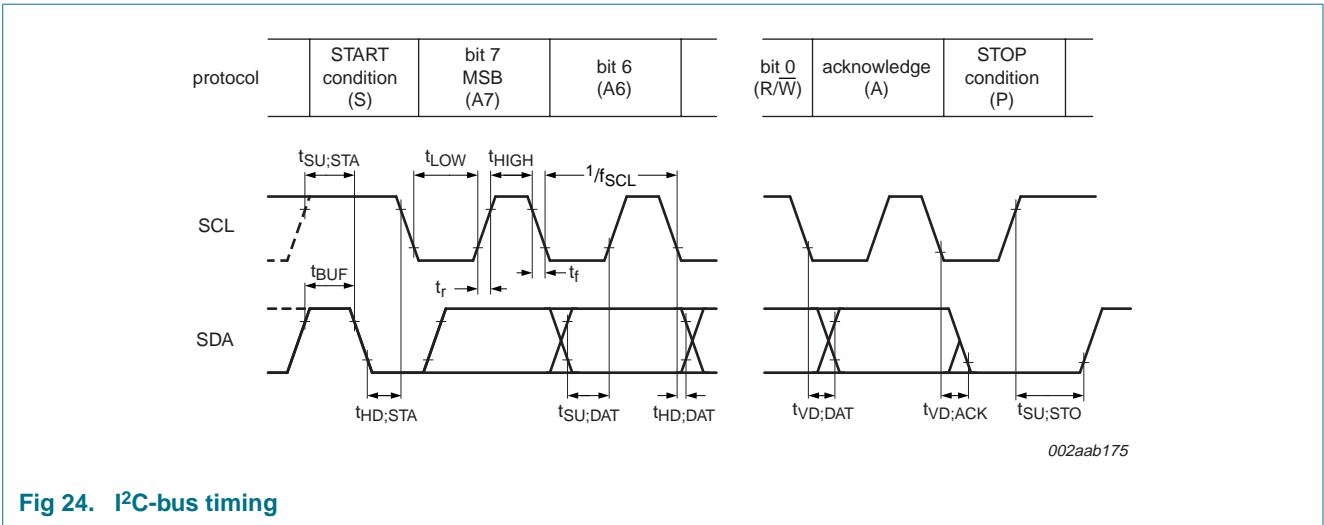 protocol
START
condition
(S)
bit 7
MSB
(A7)
bit 6
(A6)
bit 0
(R/W̅)
acknowledge
(A)
STOP
condition
(P)
tSU;STA
tLOW
tHIGH
1/fSCL
SCL
tBUF
tr
tf
SDA
tHD;STA
tSU;DAT
tHD;DAT
tVD;DAT
tVD;ACK
tSU;STO
002aab175
Fig 24. I²C-bus timing